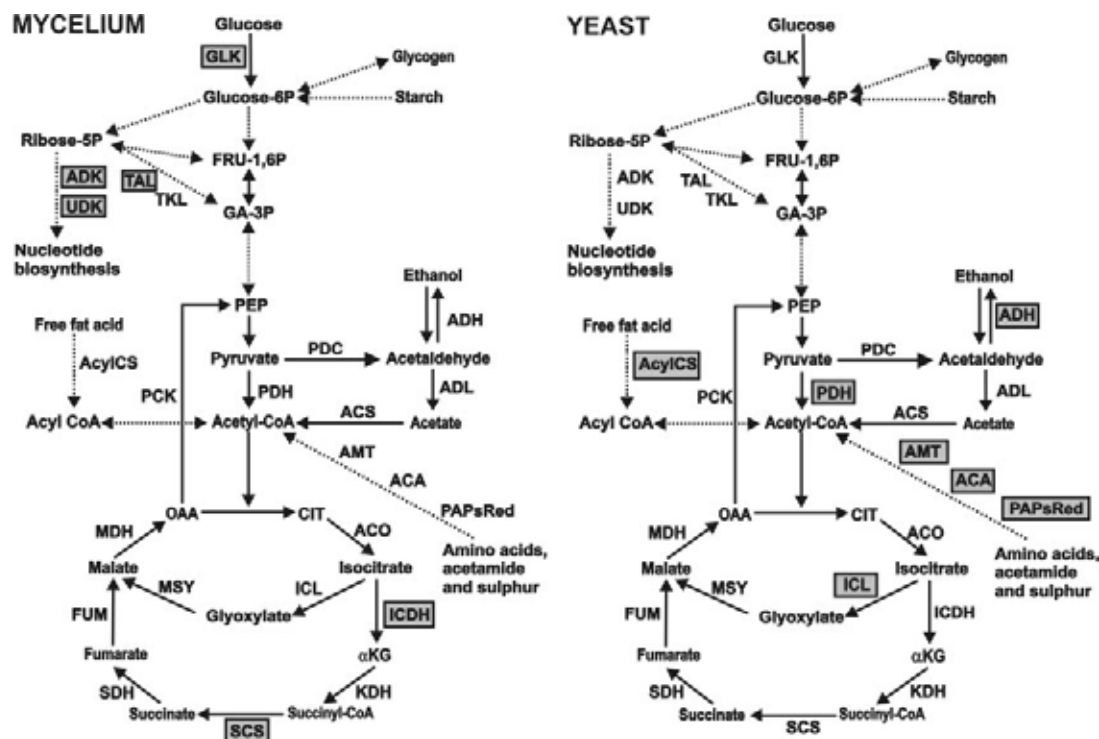 MYCELIUM
Glucose
GLK
Glycogen
Glucose-6P
Starch
Ribose-5P
FRU-1,6P
ADK
TAL
UDK
TKL
GA-3P
Nucleotide
biosynthesis
Ethanol
PEP
ADH
Free fat acid
Pyruvate
PDC
Acetaldehyde
AcylCS
PCK
PDH
ADL
Acyl CoA
Acetyl-CoA
ACS
Acetate
AMT
ACA
PAPsRed
OAA
CIT
MDH
ACO
Amino acids,
acetamide
and sulphur
Malate
Isocitrate
MSY
ICL
Glyoxylate
FUM
ICDH
Fumarate
αKG
SDH
KDH
Succinate
Succinyl-CoA
SCS
YEAST
Glucose
GLK
Glycogen
Glucose-6P
Starch
Ribose-5P
FRU-1,6P
ADK
TAL
UDK
TKL
GA-3P
Nucleotide
biosynthesis
Ethanol
PEP
ADH
Free fat acid
Pyruvate
PDC
Acetaldehyde
AcylCS
PCK
PDH
ADL
Acyl CoA
Acetyl-CoA
ACS
Acetate
AMT
ACA
PAPsRed
OAA
CIT
MDH
ACO
Amino acids,
acetamide
and sulphur
Malate
Isocitrate
MSY
ICL
Glyoxylate
FUM
ICDH
Fumarate
αKG
SDH
KDH
Succinate
Succinyl-CoA
SCS